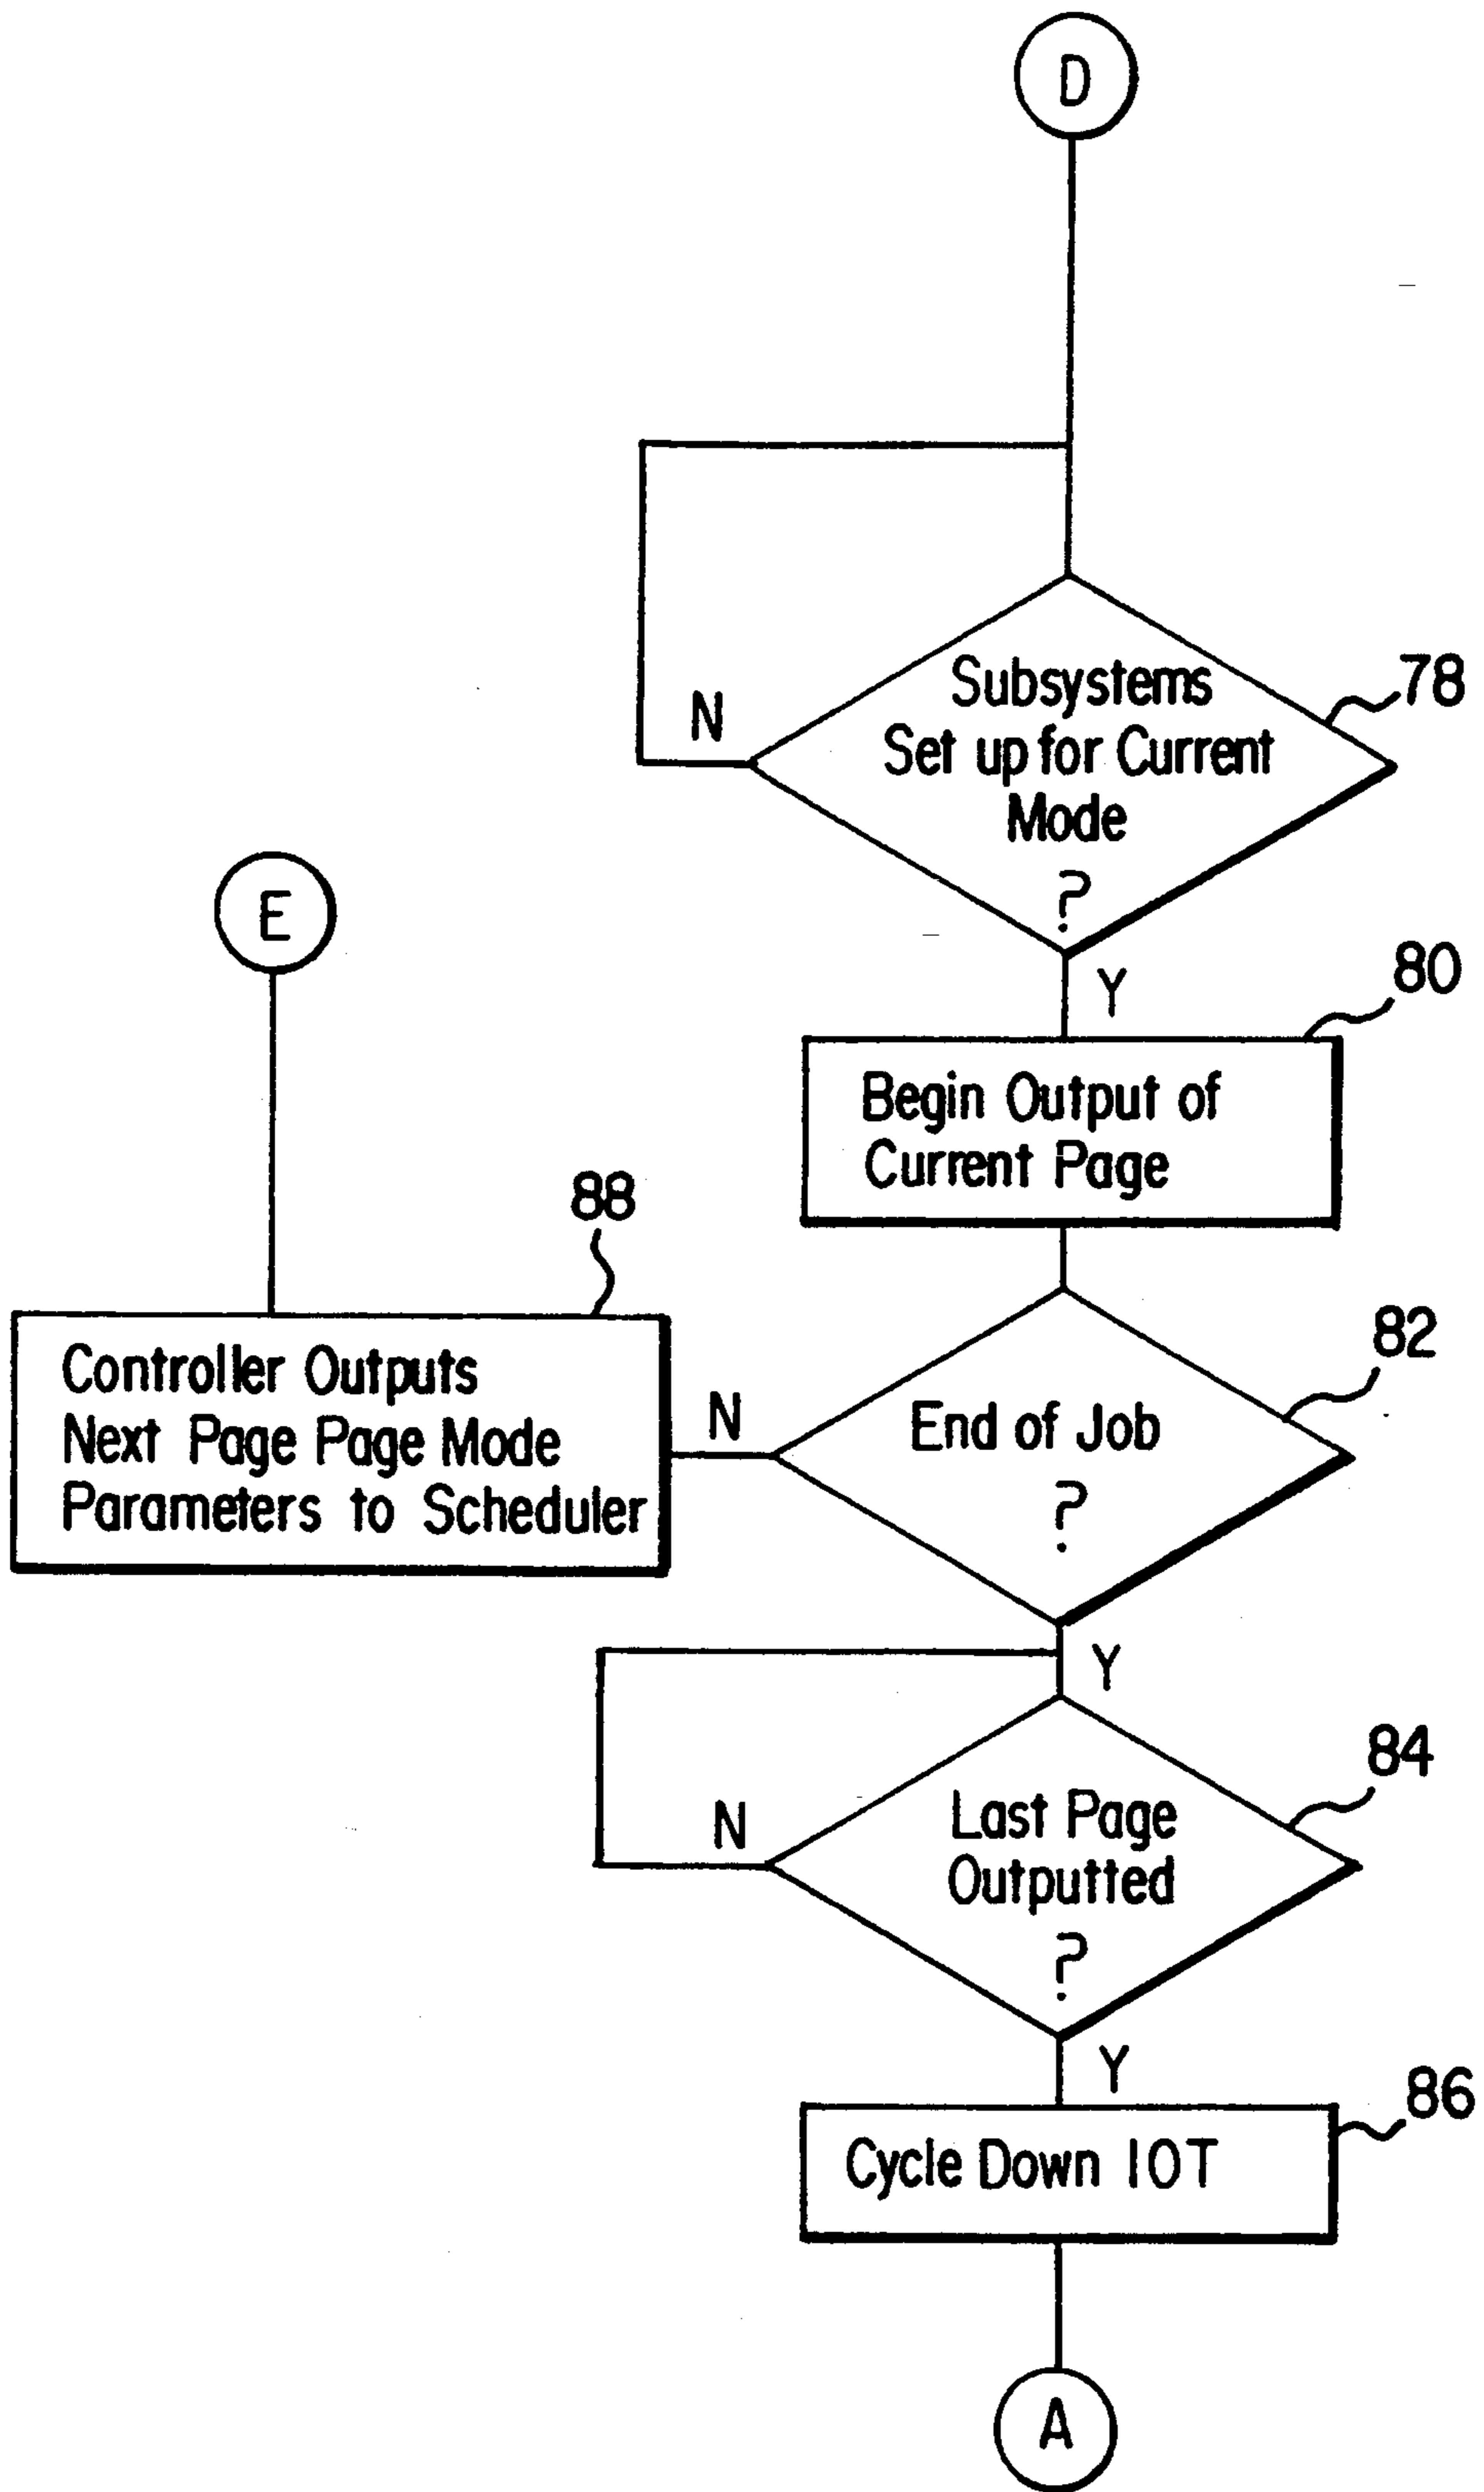 D
Subsystems
78
N
Set up for Current
Mode
?
E
Y
80
Begin Output of
Current Page
88
Controller Outputs
Next Page Page Mode
Parameters to Scheduler
N
82
End of Job
?
Y
84
N
Last Page
Outputted
?
Y
86
Cycle Down IOT
A